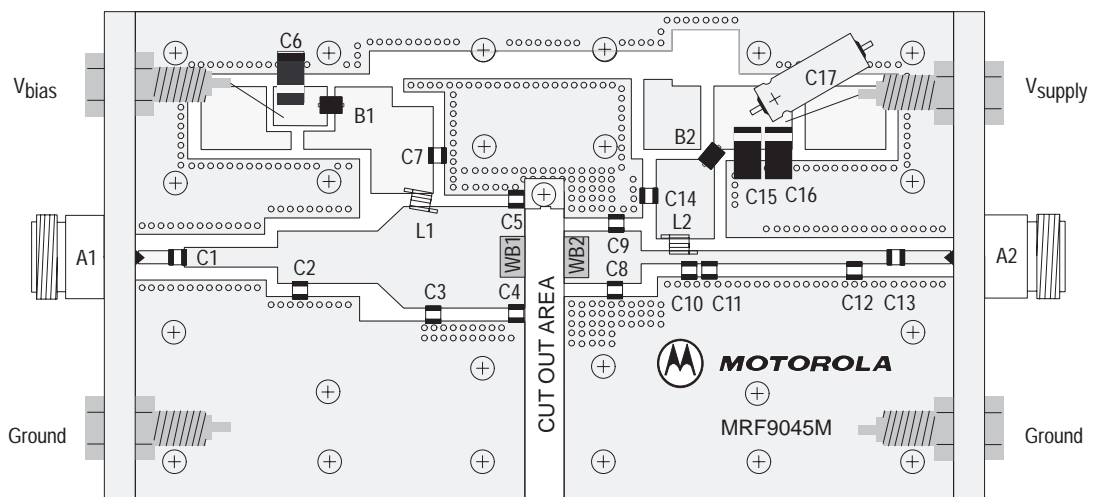 C6
C17
Vbias
Vsupply
B1
B2
C7
C15
C16
C14
L1
C5
L2
C9
A1
C1
WB1
WB2
A2
C2
C8
C3
C4
C10
C11
C12
C13
CUT OUT AREA
MOTOROLA
MRF9045M
Ground
Ground